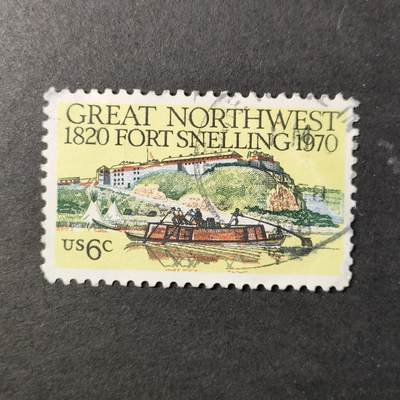 GREAT NORTHWEST
1820 FORT SNELLING 1970
US 6C